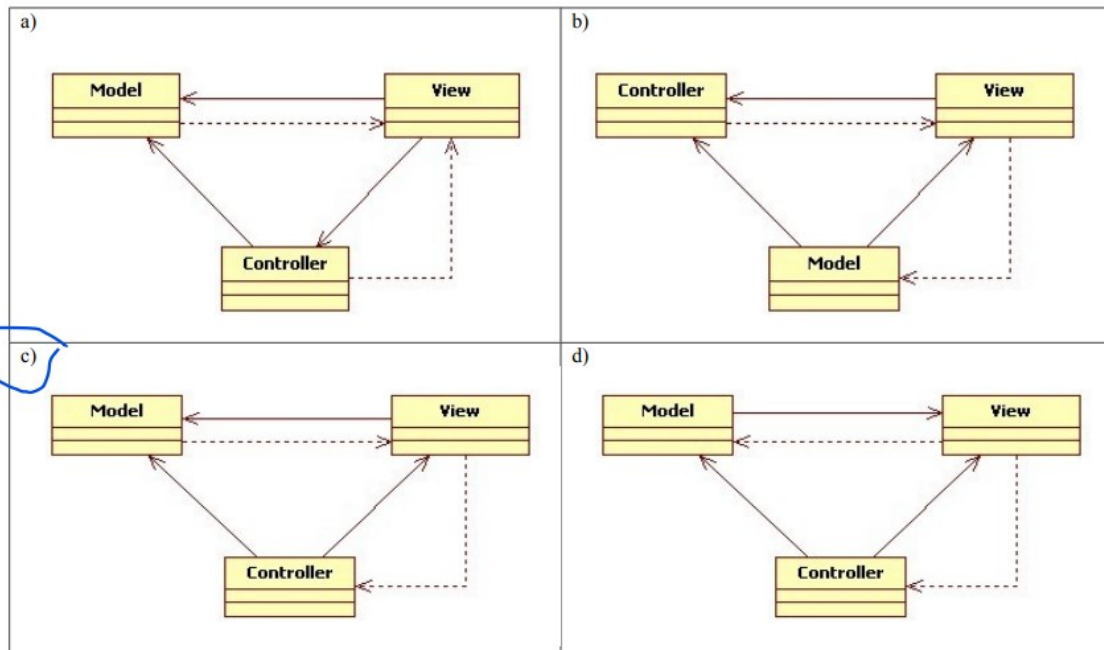 a)
Model
View
Controller
b)
Controller
View
Model
c)
Model
View
Controller
d)
Model
View
Controller